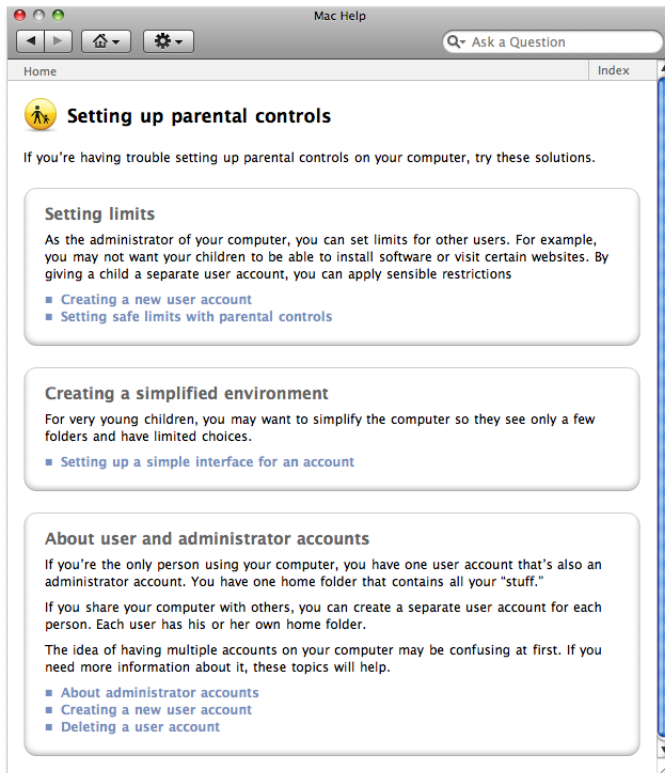 Mac Help
Ask a Question
Home
Index
Setting up parental controls
If you're having trouble setting up parental controls on your computer, try these solutions.
Setting limits
As the administrator of your computer, you can set limits for other users. For example,
you may not want your children to be able to install software or visit certain websites. By
giving a child a separate user account, you can apply sensible restrictions
Creating a new user account
Setting safe limits with parental controls
Creating a simplified environment
For very young children, you may want to simplify the computer so they see only a few
folders and have limited choices.
Setting up a simple interface for an account
About user and administrator accounts
If you're the only person using your computer, you have one user account that's also an
administrator account. You have one home folder that contains all your “stuff.”
If you share your computer with others, you can create a separate user account for each
person. Each user has his or her own home folder.
The idea of having multiple accounts on your computer may be confusing at first. If you
need more information about it, these topics will help.
About administrator accounts
Creating a new user account
Deleting a user account